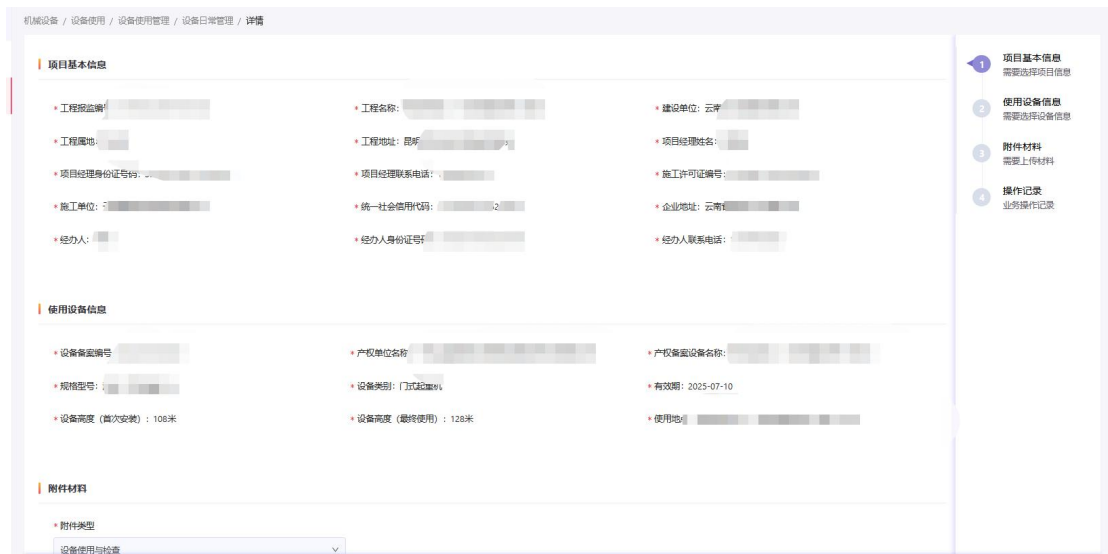 机械设备 / 设备使用 / 设备使用管理 / 设备日常管理 / 详情
项目基本信息
* 工程报监编号
* 工程名称:
* 建设单位: 云南
* 工程属地:
* 工程地址: 昆明
* 项目经理姓名:
* 项目经理身份证号码:
* 项目经理联系电话:
* 施工许可证编号:
* 施工单位:
* 统一社会信用代码:
* 企业地址: 云南
* 经办人:
* 经办人身份证号码
* 经办人联系电话:
使用设备信息
* 设备备案编号
* 产权单位名称
* 产权备案设备名称:
* 规格型号:
* 设备类别: 门式起重机
* 有效期: 2025-07-10
* 设备高度（首次安装）: 108米
* 设备高度（最终使用）: 128米
* 使用地
附件材料
* 附件类型
设备使用与检查
1
项目基本信息
需要选择项目信息
2
使用设备信息
需要选择设备信息
3
附件材料
需要上传材料
4
操作记录
业务操作记录